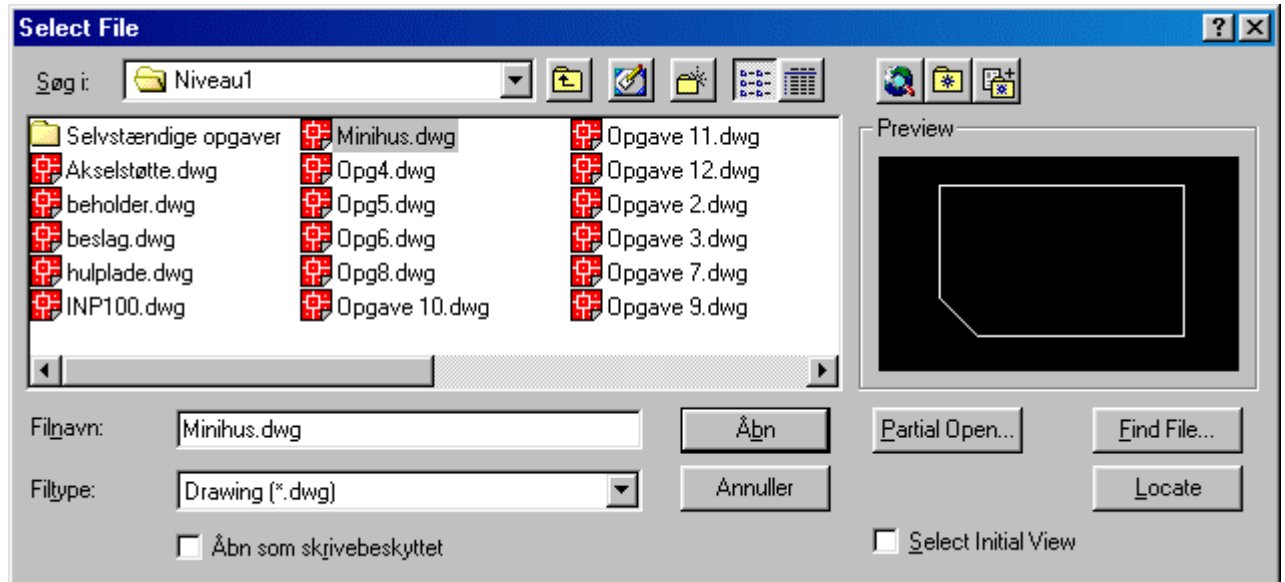 Select File
Søg i: Niveau1
Selvstændige opgaver Minihus.dwg Opgave 11.dwg
Akselstøtte.dwg Opg4.dwg Opgave 12.dwg
beholder.dwg Opg5.dwg Opgave 2.dwg
beslag.dwg Opg6.dwg Opgave 3.dwg
hulplade.dwg Opg8.dwg Opgave 7.dwg
INP100.dwg Opgave 10.dwg Opgave 9.dwg
Preview
Filnavn: Minihus.dwg Åbn Partial Open... Find File...
Filtype: Drawing (*.dwg) Annuller Locate
Åbn som skrivebeskyttet Select Initial View